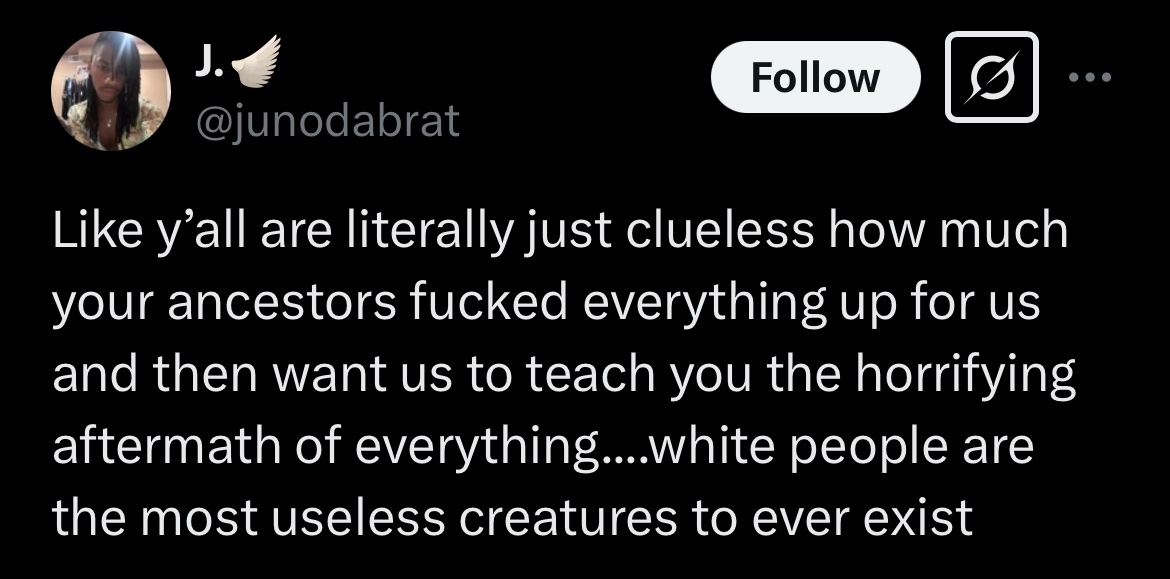 J.🪽
@junodabrat
Follow
Like y’all are literally just clueless how much
your ancestors fucked everything up for us
and then want us to teach you the horrifying
aftermath of everything....white people are
the most useless creatures to ever exist